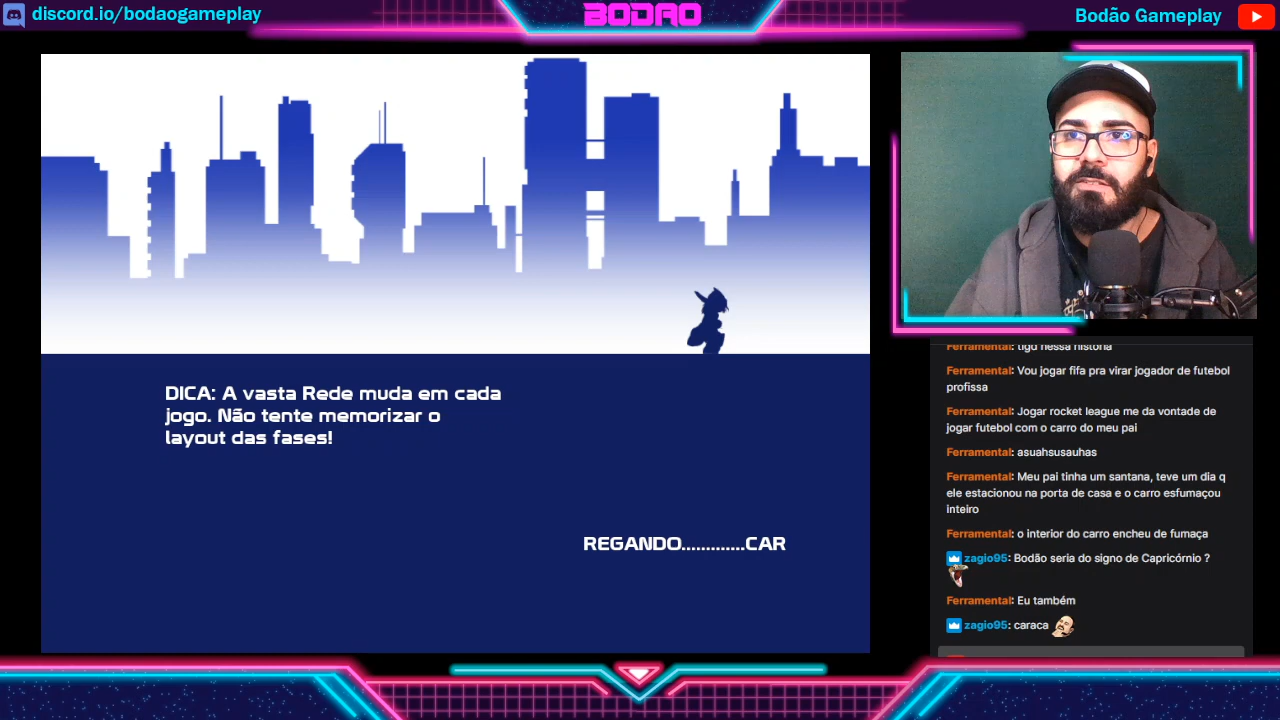 discord.io/bodaogameplay
BODAO
Bodão Gameplay
DICA: A vasta Rede muda em cada
jogo. Não tente memorizar o
layout das fases!
REGANDO............CAR
Ferramental: tigo nessa historia
Ferramental: Vou jogar fifa pra virar jogador de futebol
profissa
Ferramental: Jogar rocket league me da vontade de
jogar futebol com o carro do meu pai
Ferramental: asuahsusauhas
Ferramental: Meu pai tinha um santana, teve um dia q
ele estacionou na porta de casa e o carro esfumaçou
inteiro
Ferramental: o interior do carro encheu de fumaça
zagio95: Bodão seria do signo de Capricórnio ?
Ferramental: Eu também
zagio95: caraca